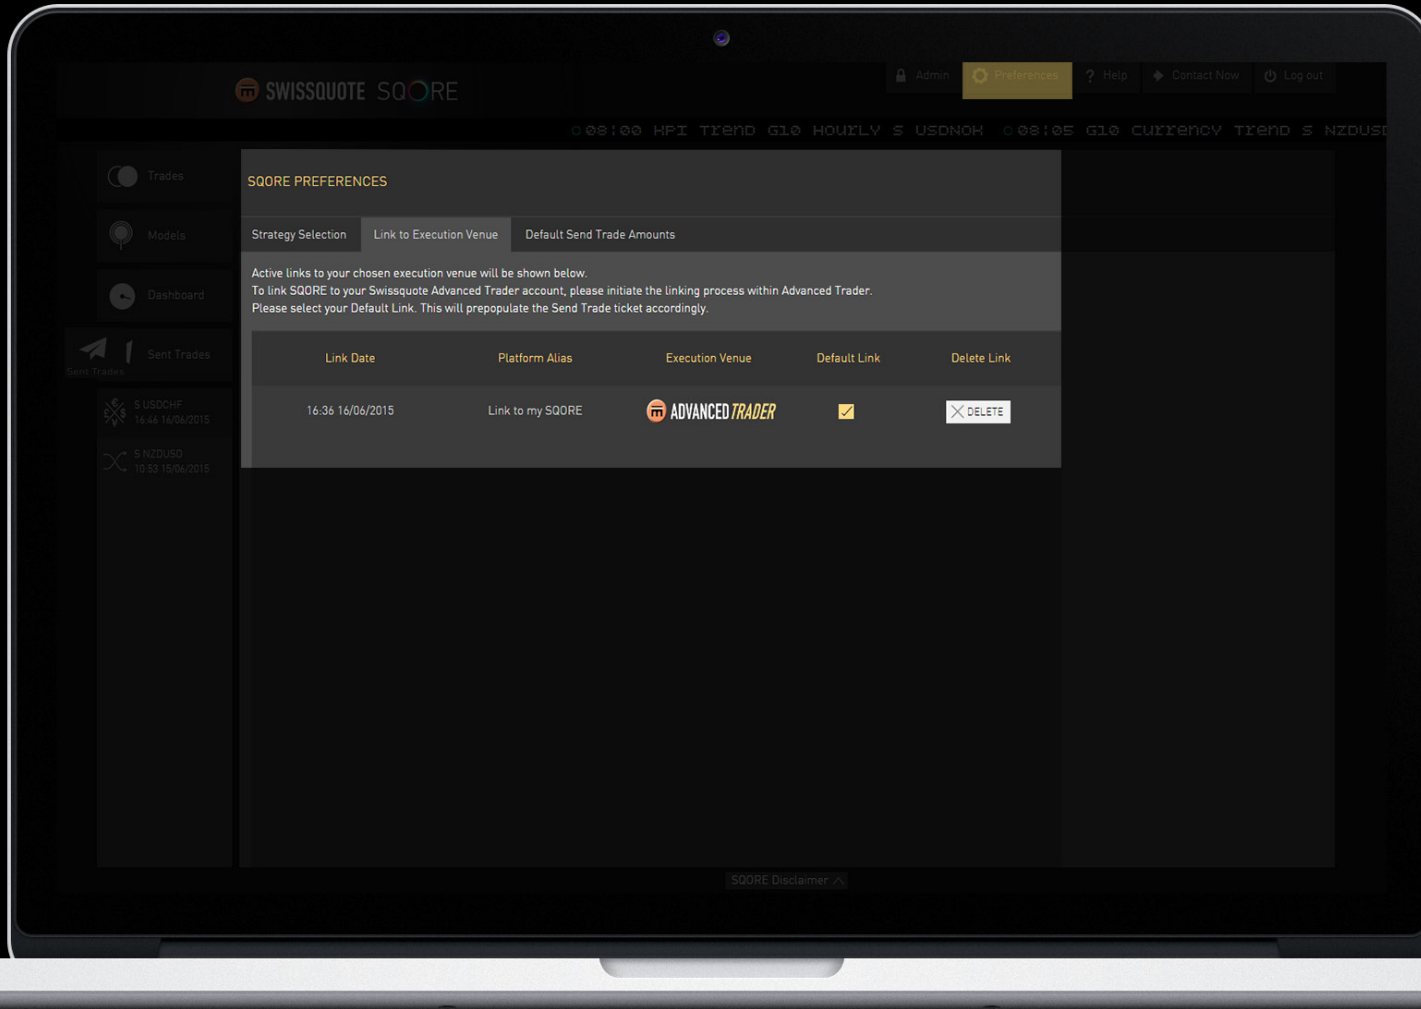 SWISSQUOTE SQORE
Admin
Preferences
? Help
Contact Now
Log out
08:00 KPI Trend G10 Hourly S USDNOK 08:05 G10 Currency Trend S NZDUSD
Trades
Models
Dashboard
Sent Trades
Sent Trades
S USDCHF
16:46 16/06/2015
S NZDUSD
10:53 15/06/2015
SQORE PREFERENCES
Strategy Selection
Link to Execution Venue
Default Send Trade Amounts
Active links to your chosen execution venue will be shown below.
To link SQORE to your Swissquote Advanced Trader account, please initiate the linking process within Advanced Trader.
Please select your Default Link. This will prepopulate the Send Trade ticket accordingly.
Link Date Platform Alias Execution Venue Default Link Delete Link
16:36 16/06/2015 Link to my SQORE ADVANCED TRADER DELETE
SQORE Disclaimer